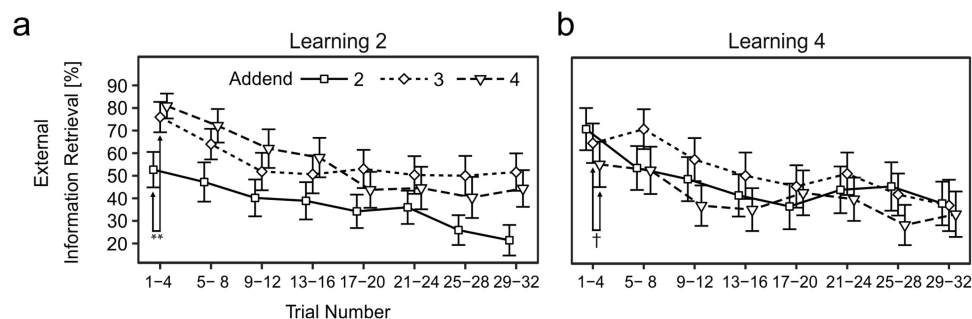 a
Learning 2
Addend 2 3 4
External
Information Retrieval [%]
90
80
70
60
50
40
30
20
**
1−4 5− 8 9−12 13−16 17−20 21−24 25−28 29−32
Trial Number
b
Learning 4
†
1−4 5− 8 9−12 13−16 17−20 21−24 25−28 29−32